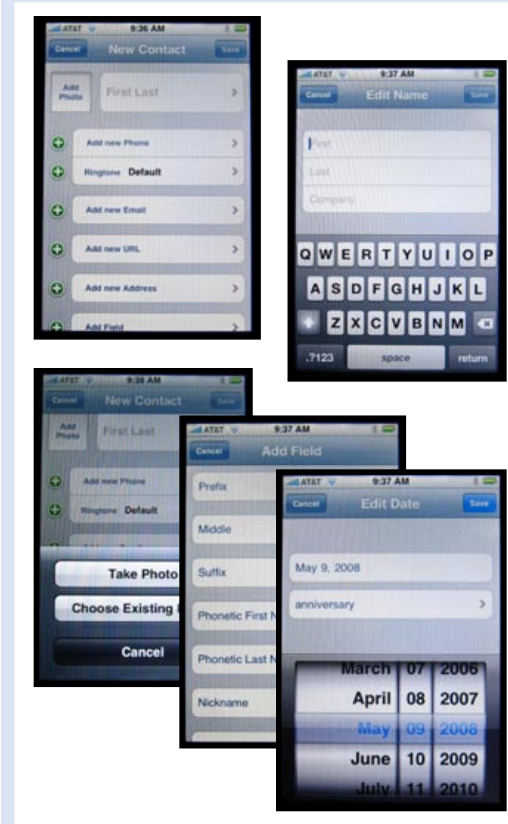 AT&T 9:36 AM
Cancel New Contact Save
Add Photo First Last
Add new Phone
Ringtone Default
Add new Email
Add new URL
Add new Address
Add Field
AT&T 9:37 AM
Cancel Edit Name Save
First
Last
Company
Q W E R T Y U I O P
A S D F G H J K L
Z X C V B N M
.?123 space return
AT&T 9:38 AM
Cancel New Contact Save
Add Photo First Last
Add new Phone
Ringtone Default
Take Photo
Choose Existing
Cancel
AT&T 9:37 AM
Cancel Add Field
Prefix
Middle
Suffix
Phonetic First N
Phonetic Last N
Nickname
AT&T 9:37 AM
Cancel Edit Date Save
May 9, 2008
anniversary
March 07 2006
April 08 2007
May 09 2008
June 10 2009
July 11 2010